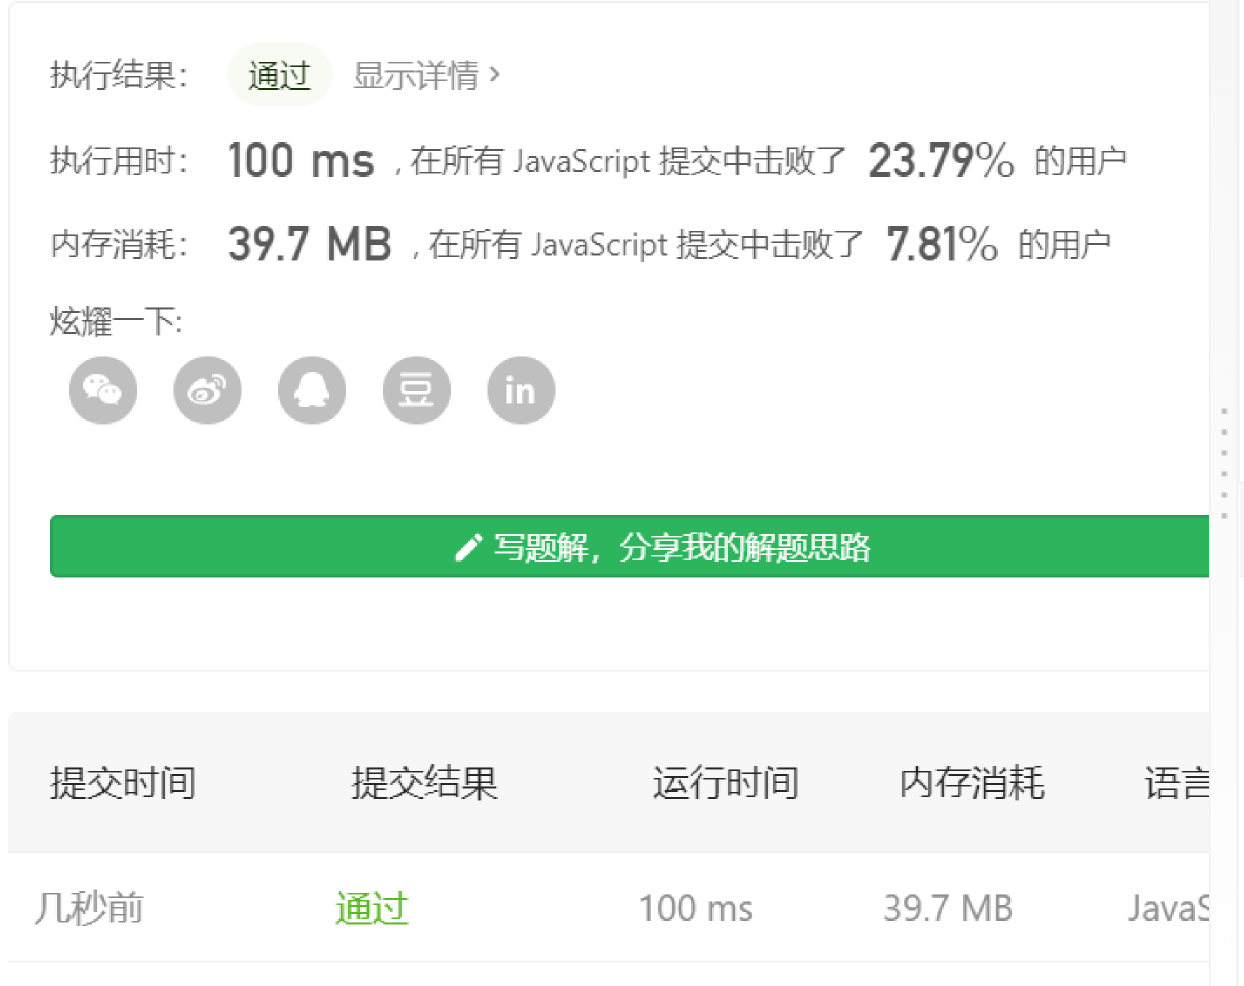 执行结果： 通过 显示详情 >
执行用时： 100 ms , 在所有 JavaScript 提交中击败了 23.79% 的用户
内存消耗： 39.7 MB , 在所有 JavaScript 提交中击败了 7.81% 的用户
炫耀一下:
豆 in
写题解，分享我的解题思路
提交时间 提交结果 运行时间 内存消耗 语言
几秒前 通过 100 ms 39.7 MB JavaS